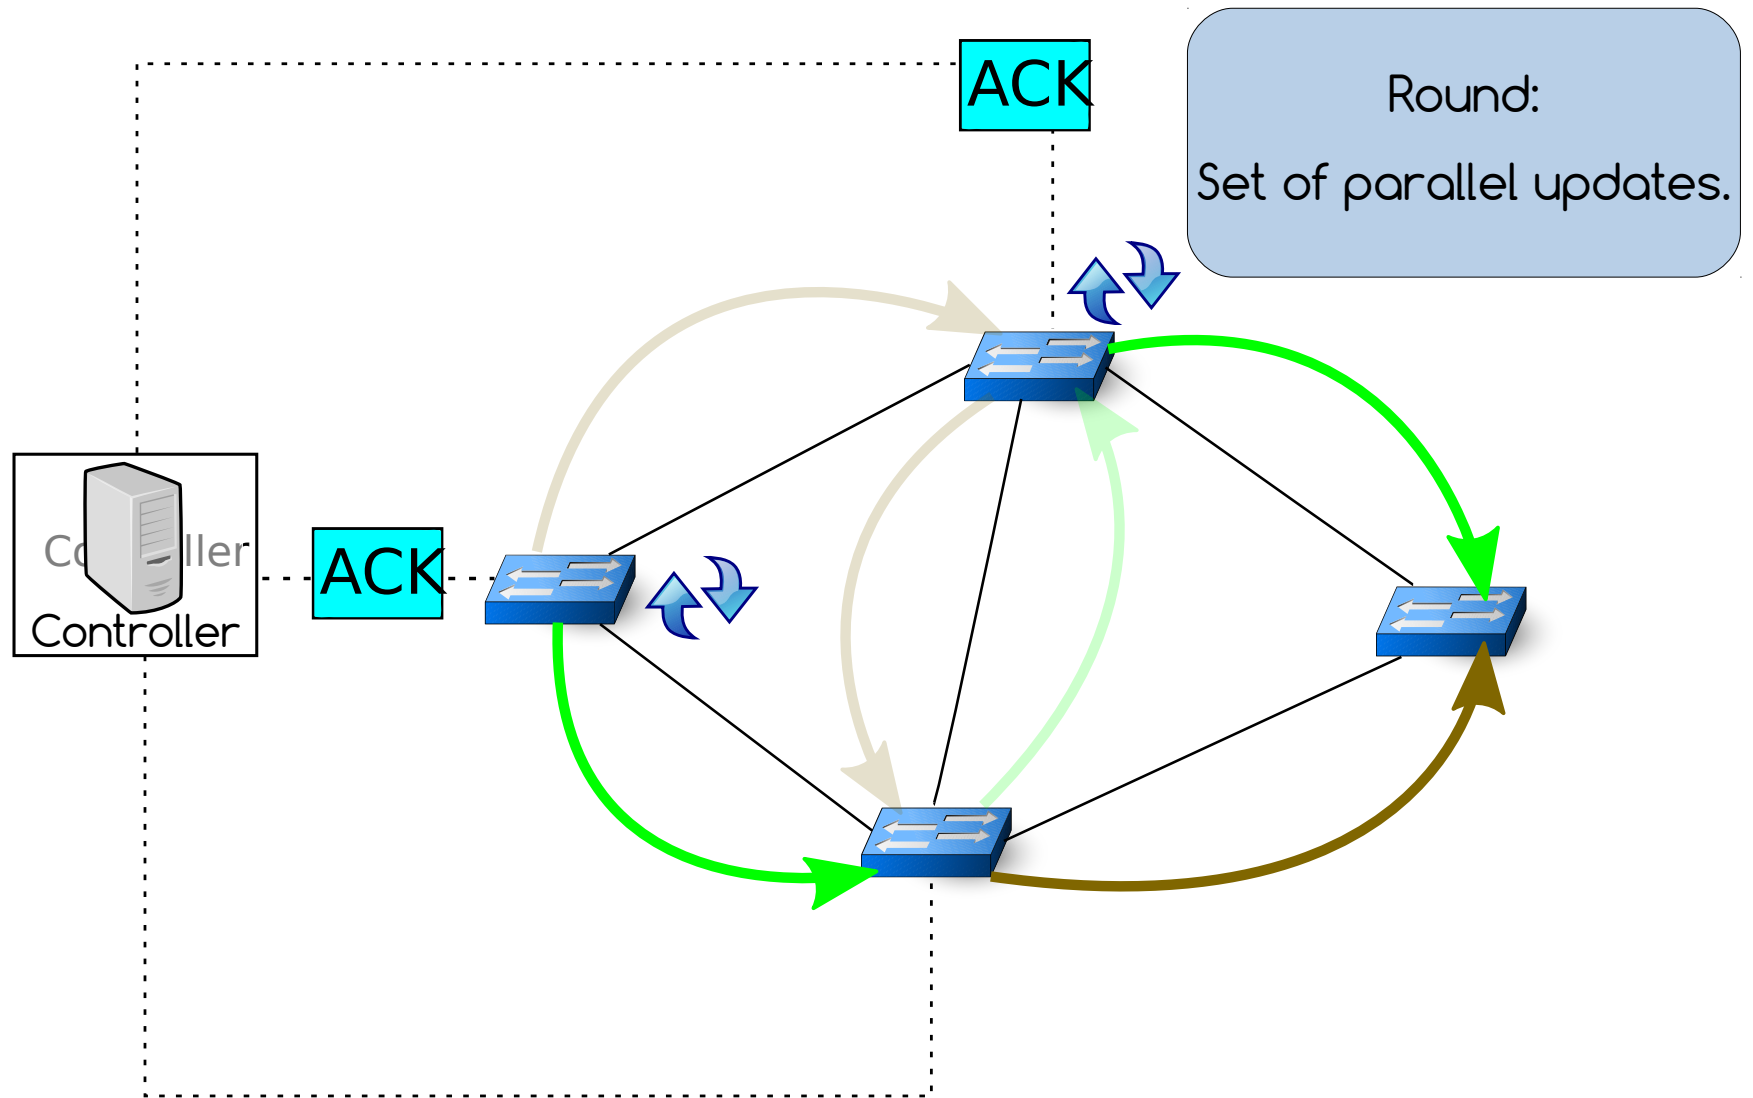 ACK
Round:
Set of parallel updates.
ACK
Controller